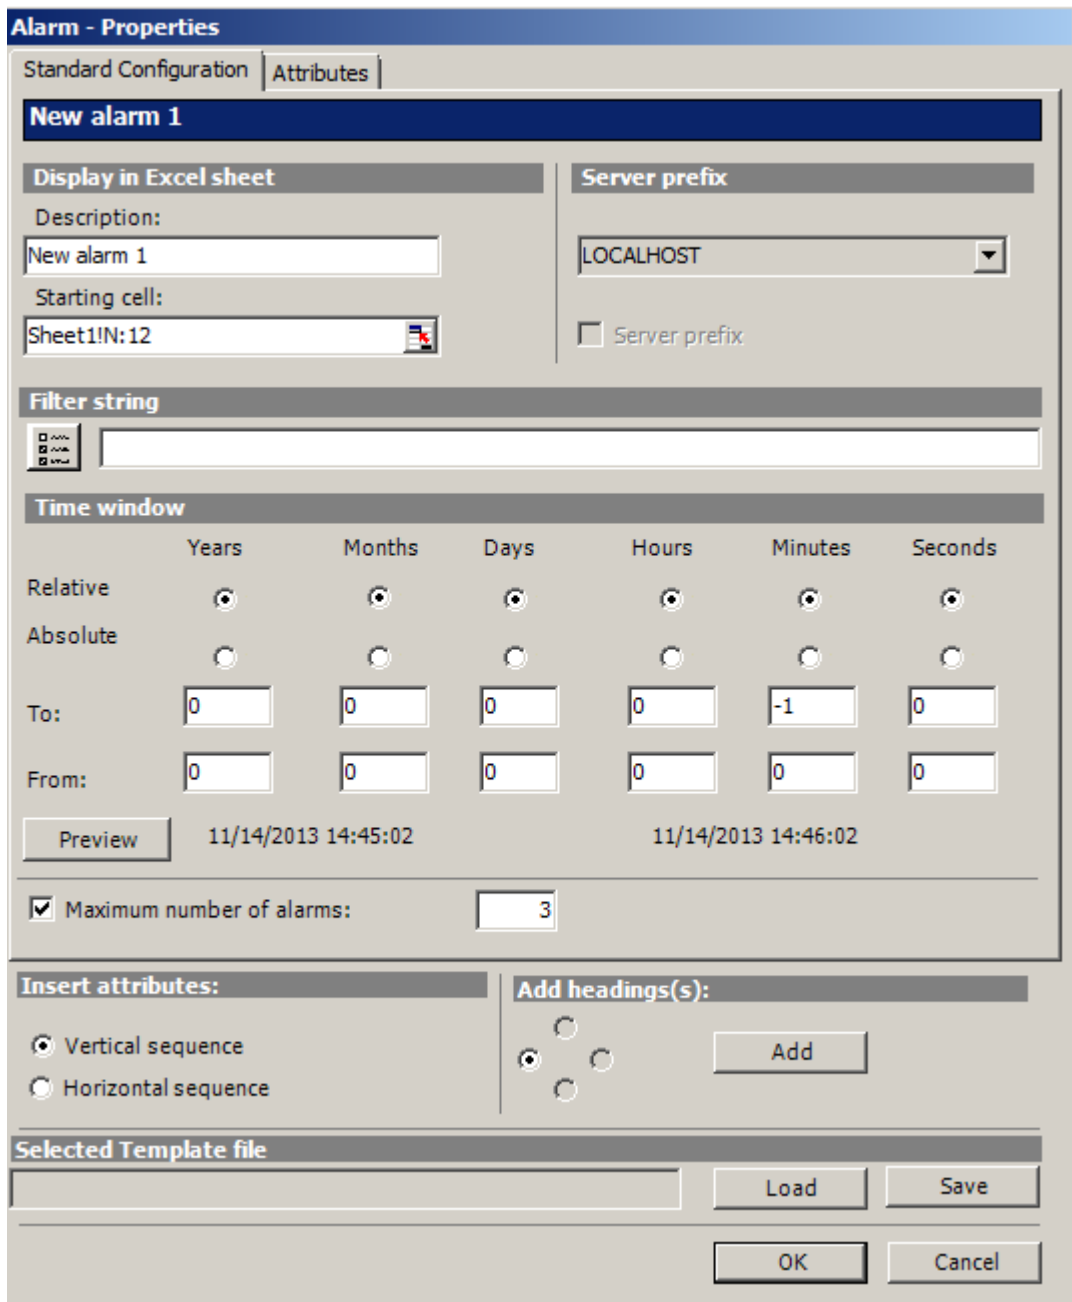 Alarm - Properties
Standard Configuration Attributes
New alarm 1
Display in Excel sheet Server prefix
Description:
New alarm 1 LOCALHOST
Starting cell:
Sheet1!N:12 Server prefix
Filter string
Time window
Years Months Days Hours Minutes Seconds
Relative
Absolute
To: 0 0 0 0 -1 0
From: 0 0 0 0 0 0
Preview 11/14/2013 14:45:02 11/14/2013 14:46:02
Maximum number of alarms: 3
Insert attributes: Add headings(s):
Vertical sequence Add
Horizontal sequence
Selected Template file
Load Save
OK Cancel